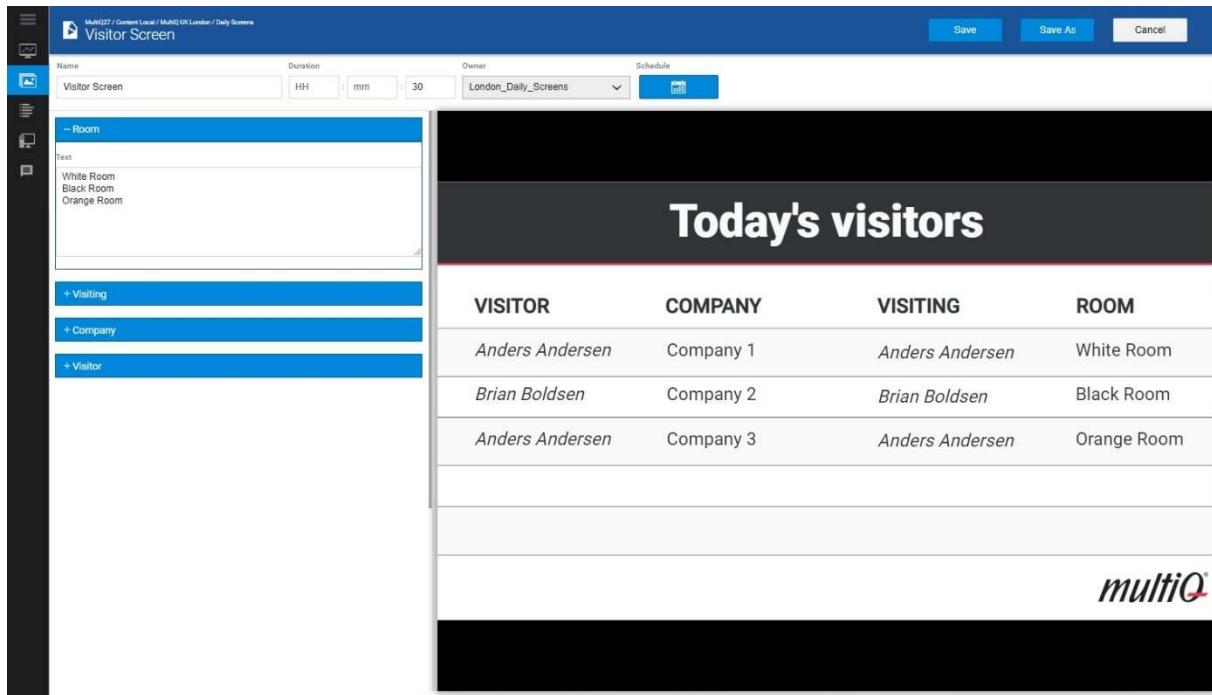 MultiQ27 / Content Local / MultiQ UK London / Daily Screens
Visitor Screen
Save
Save As
Cancel
Name
Duration
Owner
Schedule
Visitor Screen
HH : mm : 30
London_Daily_Screens
− Room
Text
White Room
Black Room
Orange Room
+ Visiting
+ Company
+ Visitor
Today's visitors
VISITOR COMPANY VISITING ROOM
Anders Andersen Company 1 Anders Andersen White Room
Brian Boldsen Company 2 Brian Boldsen Black Room
Anders Andersen Company 3 Anders Andersen Orange Room
multiQ®